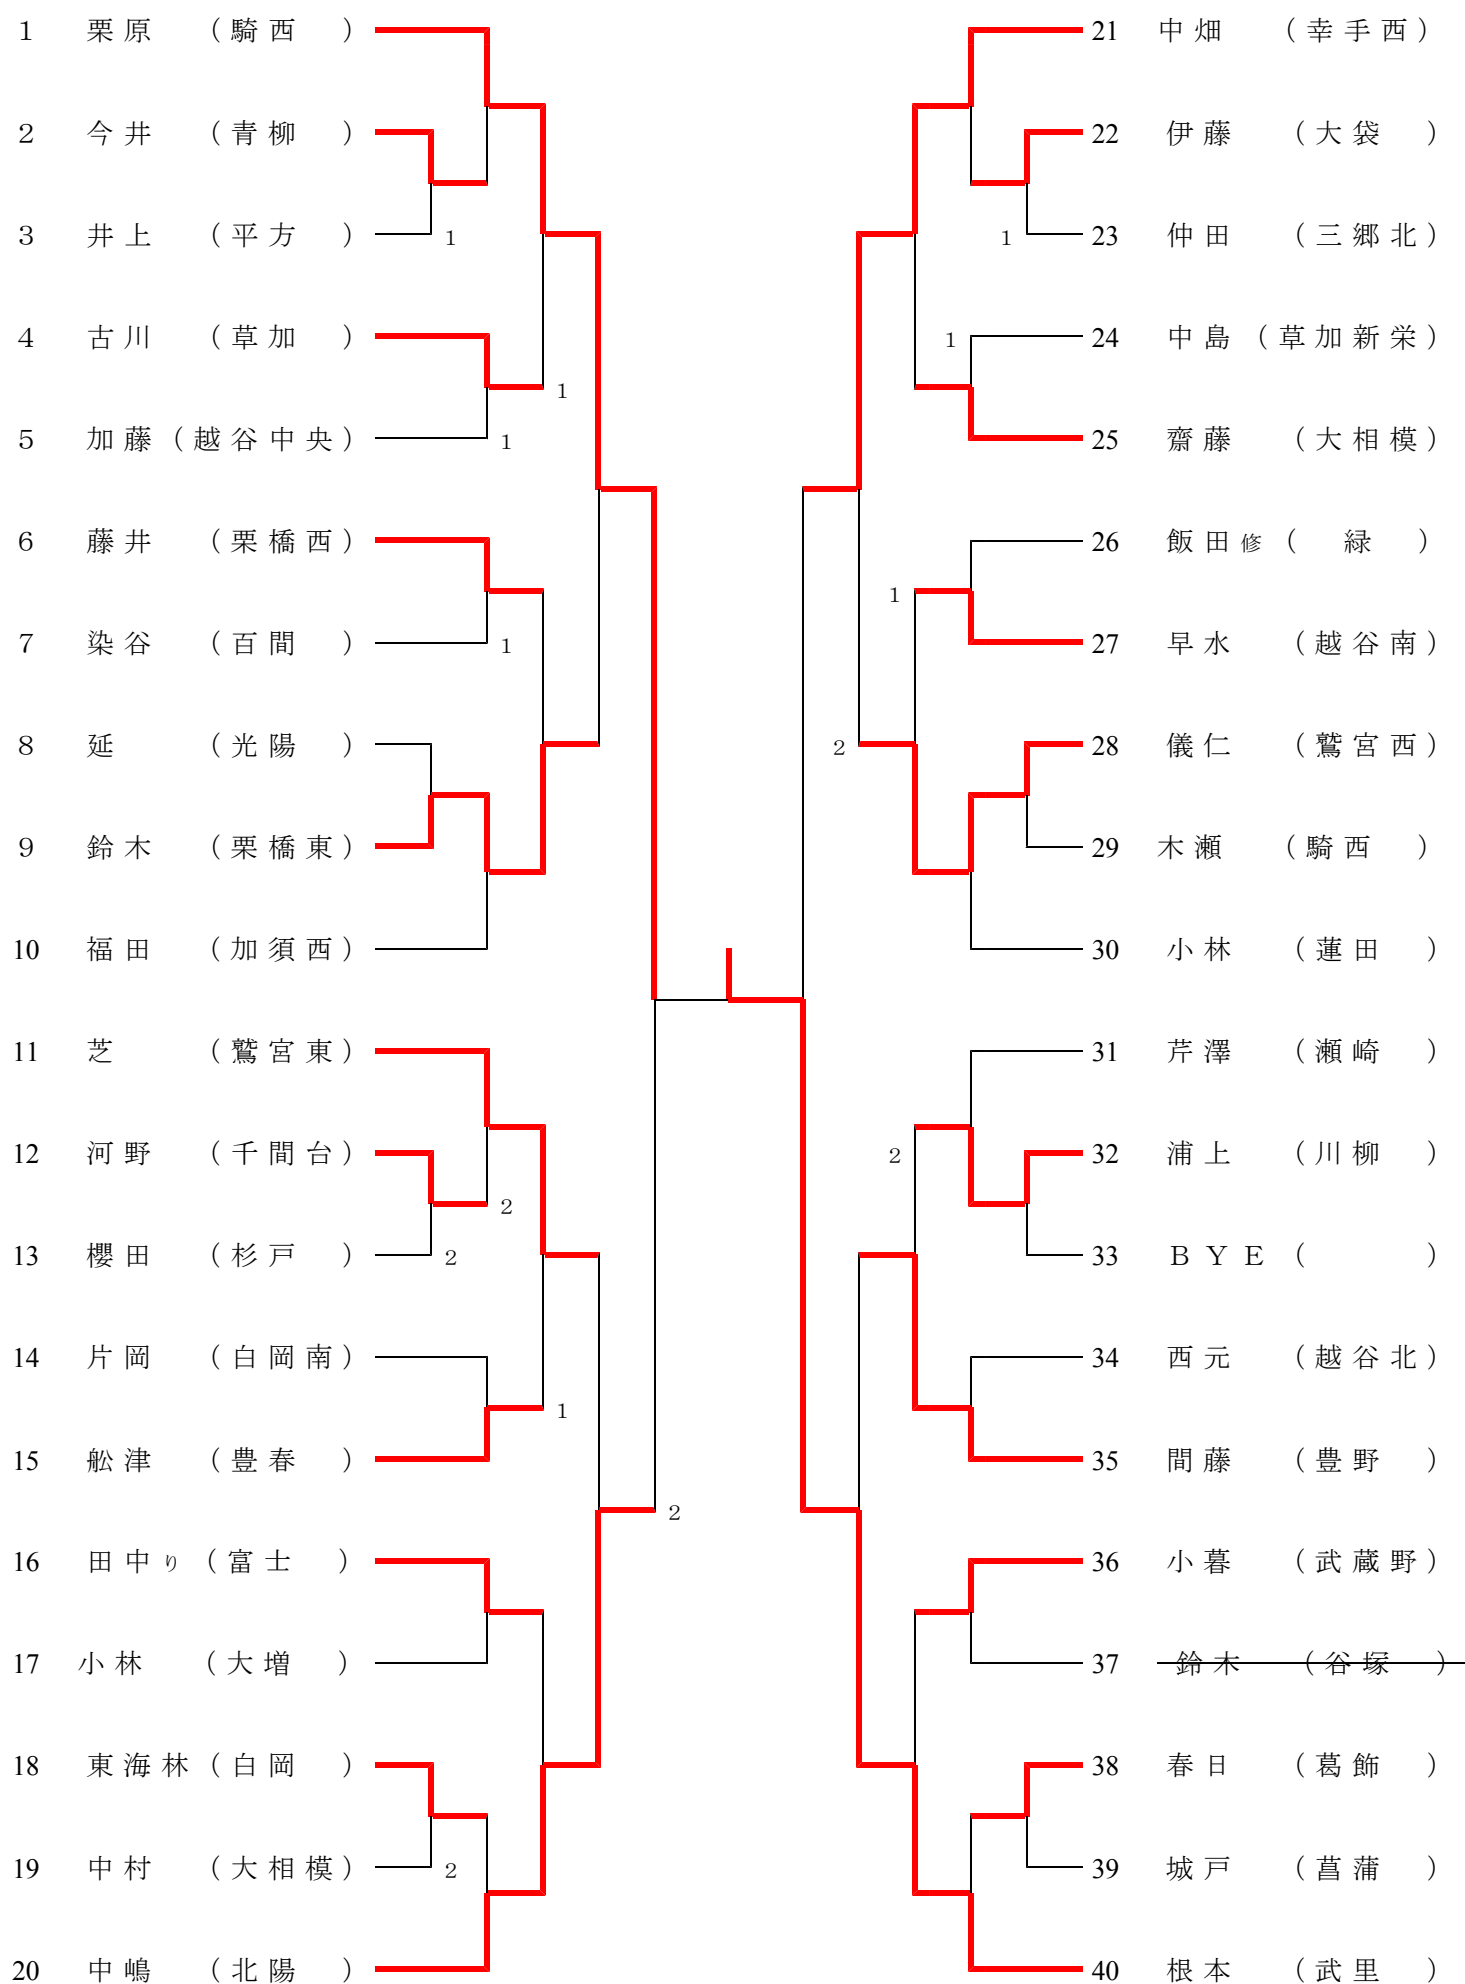 1 栗原 （騎西 ）
2 今井 （青柳 ）
3 井上 （平方 ） 1
4 古川 （草加 ）
1
5 加藤（越谷中央） 1
6 藤井 （栗橋西）
7 染谷 （百間 ） 1
8 延 （光陽 ）
9 鈴木 （栗橋東）
10 福田 （加須西）
11 芝 （鷲宮東）
12 河野 （千間台）
2
13 櫻田 （杉戸 ） 2
14 片岡 （白岡南）
1
15 舩津 （豊春 ）
2
16 田中り （富士 ）
17 小林 （大増 ）
18 東海林（白岡 ）
19 中村 （大相模） 2
20 中嶋 （北陽 ）
21 中畑 （幸手西）
22 伊藤 （大袋 ）
1 23 仲田 （三郷北）
1 24 中島（草加新栄）
25 齋藤 （大相模）
26 飯田修（ 緑 ）
1
27 早水 （越谷南）
2 28 儀仁 （鷲宮西）
29 木瀬 （騎西 ）
30 小林 （蓮田 ）
31 芹澤 （瀬崎 ）
2 32 浦上 （川柳 ）
33 ＢＹＥ（ ）
34 西元 （越谷北）
35 間藤 （豊野 ）
36 小暮 （武蔵野）
37 鈴木 （谷塚 ）
38 春日 （葛飾 ）
39 城戸 （菖蒲 ）
40 根本 （武里 ）